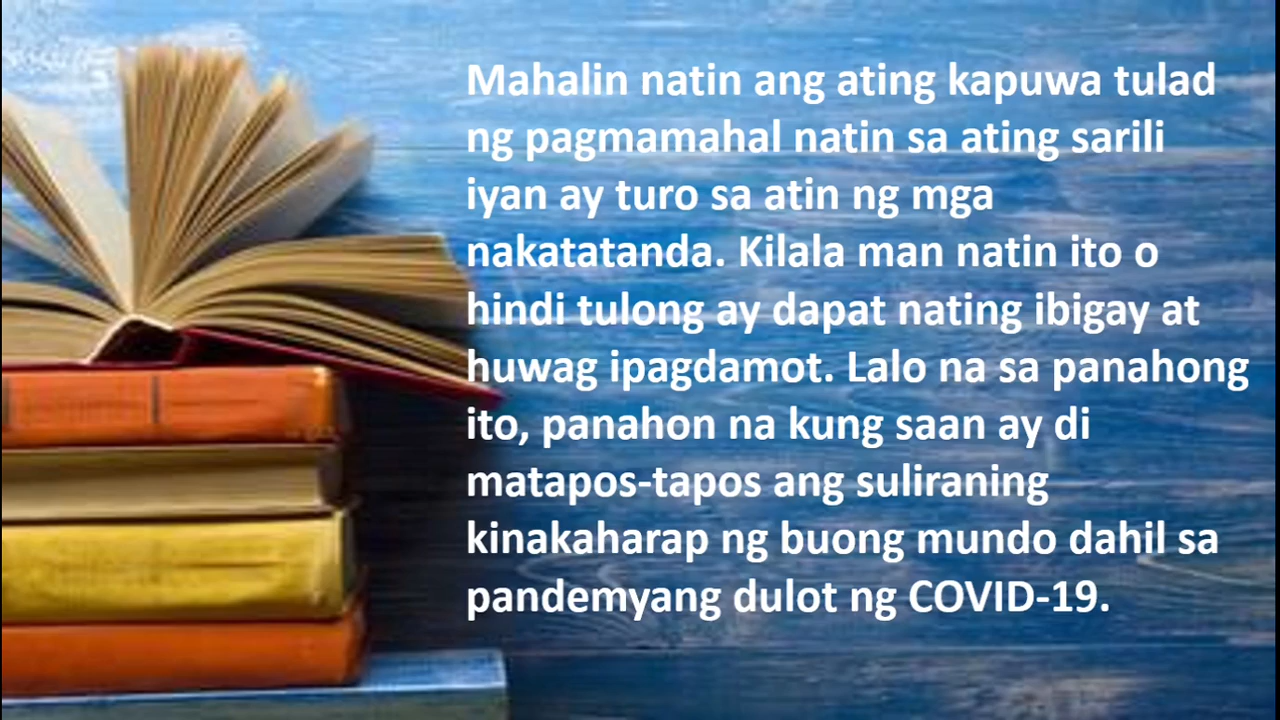 Mahalin natin ang ating kapuwa tulad
ng pagmamahal natin sa ating sarili
iyan ay turo sa atin ng mga
nakatatanda. Kilala man natin ito o
hindi tulong ay dapat nating ibigay at
huwag ipagdamot. Lalo na sa panahong
ito, panahon na kung saan ay di
matapos-tapos ang suliraning
kinakaharap ng buong mundo dahil sa
pandemyang dulot ng COVID-19.